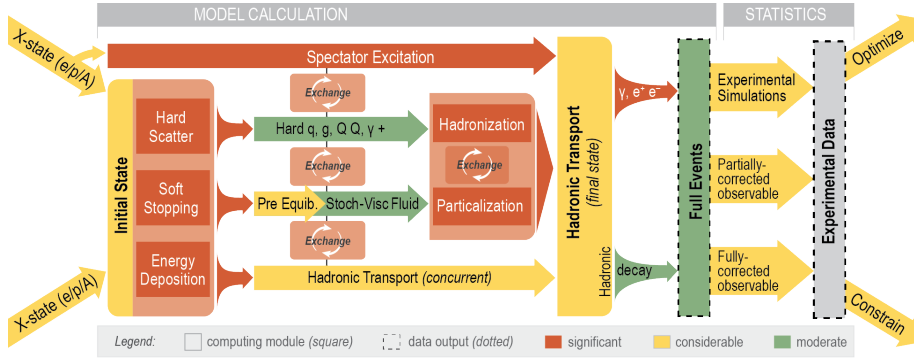 MODEL CALCULATION
STATISTICS
X-state (e/p/A)
Spectator Excitation
Optimize
Initial State
Hard
Scatter
Soft
Stopping
Energy
Deposition
Exchange
Hard q, g, Q Q, γ +
Exchange
Pre Equib.
Stoch-Visc Fluid
Exchange
Hadronic Transport (concurrent)
Hadronization
Exchange
Particalization
Hadronic Transport
(final state)
γ, e⁺ e⁻
Hadronic
decay
Full Events
Experimental
Simulations
Partially-
corrected
observable
Fully-
corrected
observable
Experimental Data
X-state (e/p/A)
Constrain
Legend:
computing module (square)
data output (dotted)
significant
considerable
moderate